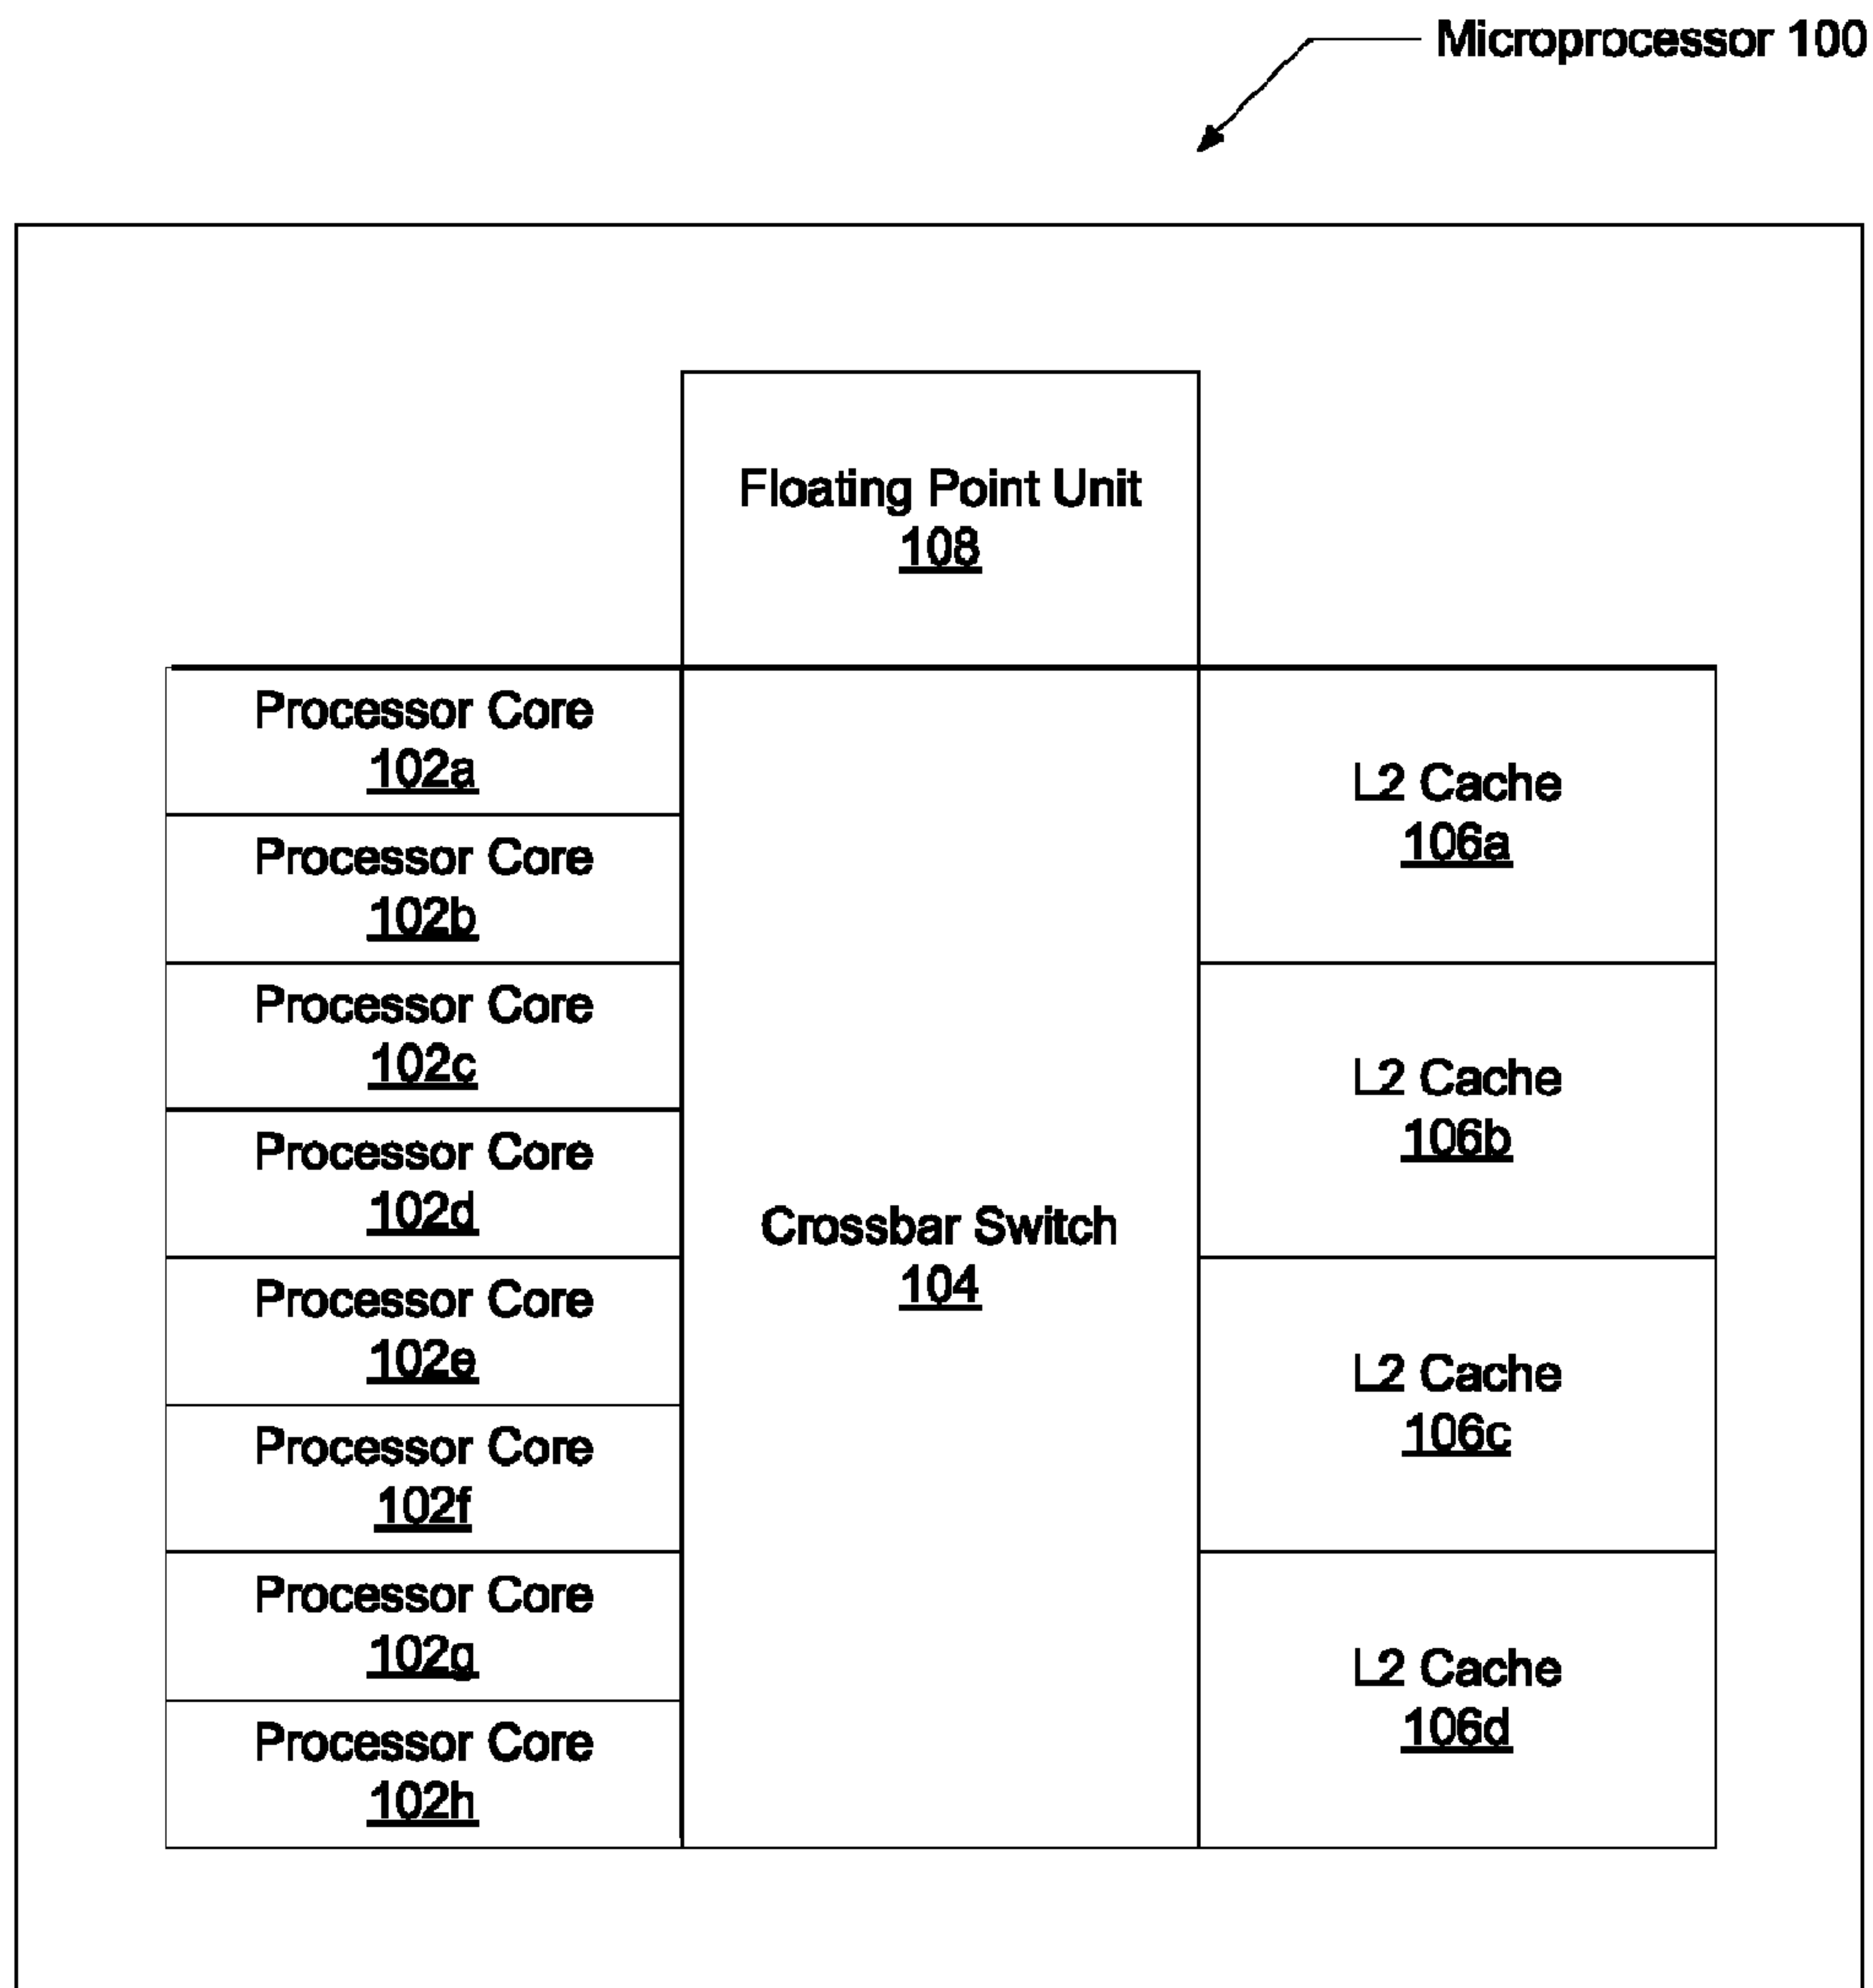 Microprocessor 100
Floating Point Unit
108
Processor Core
102a
Processor Core
102b
Processor Core
102c
Processor Core
102d
Processor Core
102e
Processor Core
102f
Processor Core
102g
Processor Core
102h
Crossbar Switch
104
L2 Cache
106a
L2 Cache
106b
L2 Cache
106c
L2 Cache
106d